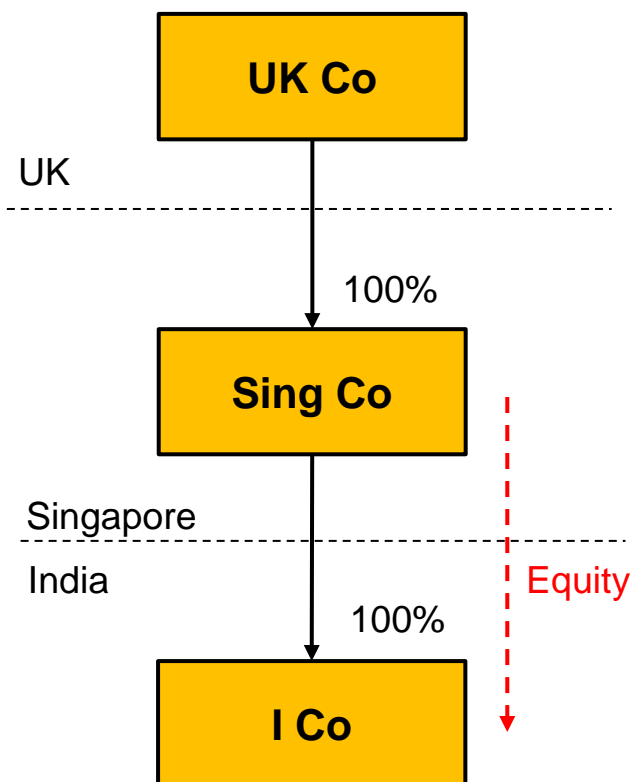 UK Co
UK
100%
Sing Co
Singapore
India
Equity
100%
I Co